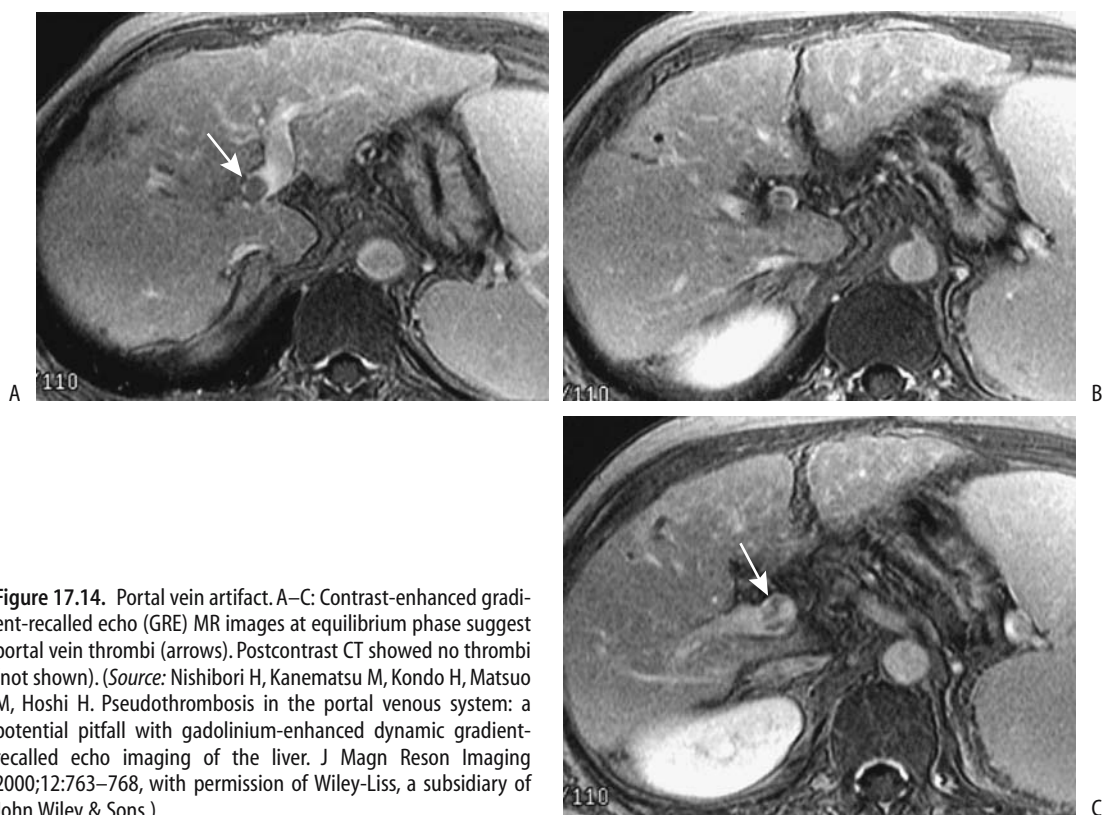 110
A
110
B
Figure 17.14. Portal vein artifact. A–C: Contrast-enhanced gradi-
ent-recalled echo (GRE) MR images at equilibrium phase suggest
portal vein thrombi (arrows). Postcontrast CT showed no thrombi
(not shown). (Source: Nishibori H, Kanematsu M, Kondo H, Matsuo
M, Hoshi H. Pseudothrombosis in the portal venous system: a
potential pitfall with gadolinium-enhanced dynamic gradient-
recalled echo imaging of the liver. J Magn Reson Imaging
2000;12:763–768, with permission of Wiley-Liss, a subsidiary of
John Wiley & Sons.)
110
C